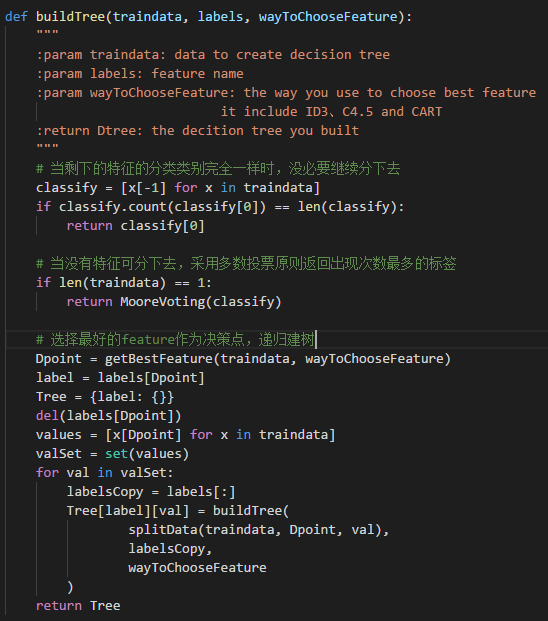 def buildTree(traindata, labels, wayToChooseFeature):
    """
    :param traindata: data to create decision tree
    :param labels: feature name
    :param wayToChooseFeature: the way you use to choose best feature
                            it include ID3、C4.5 and CART
    :return Dtree: the decition tree you built
    """
    # 当剩下的特征的分类类别完全一样时，没必要继续分下去
    classify = [x[-1] for x in traindata]
    if classify.count(classify[0]) == len(classify):
        return classify[0]

    # 当没有特征可分下去，采用多数投票原则返回出现次数最多的标签
    if len(traindata) == 1:
        return MooreVoting(classify)

    # 选择最好的feature作为决策点，递归建树
    Dpoint = getBestFeature(traindata, wayToChooseFeature)
    label = labels[Dpoint]
    Tree = {label: {}}
    del(labels[Dpoint])
    values = [x[Dpoint] for x in traindata]
    valSet = set(values)
    for val in valSet:
        labelsCopy = labels[:]
        Tree[label][val] = buildTree(
                splitData(traindata, Dpoint, val),
                labelsCopy,
                wayToChooseFeature
        )
    return Tree